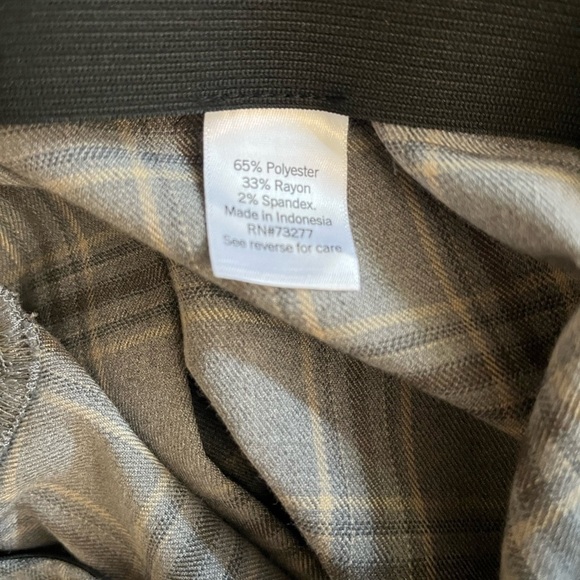 65% Polyester
33% Rayon
2% Spandex.
Made in Indonesia
RN#73277
See reverse for care